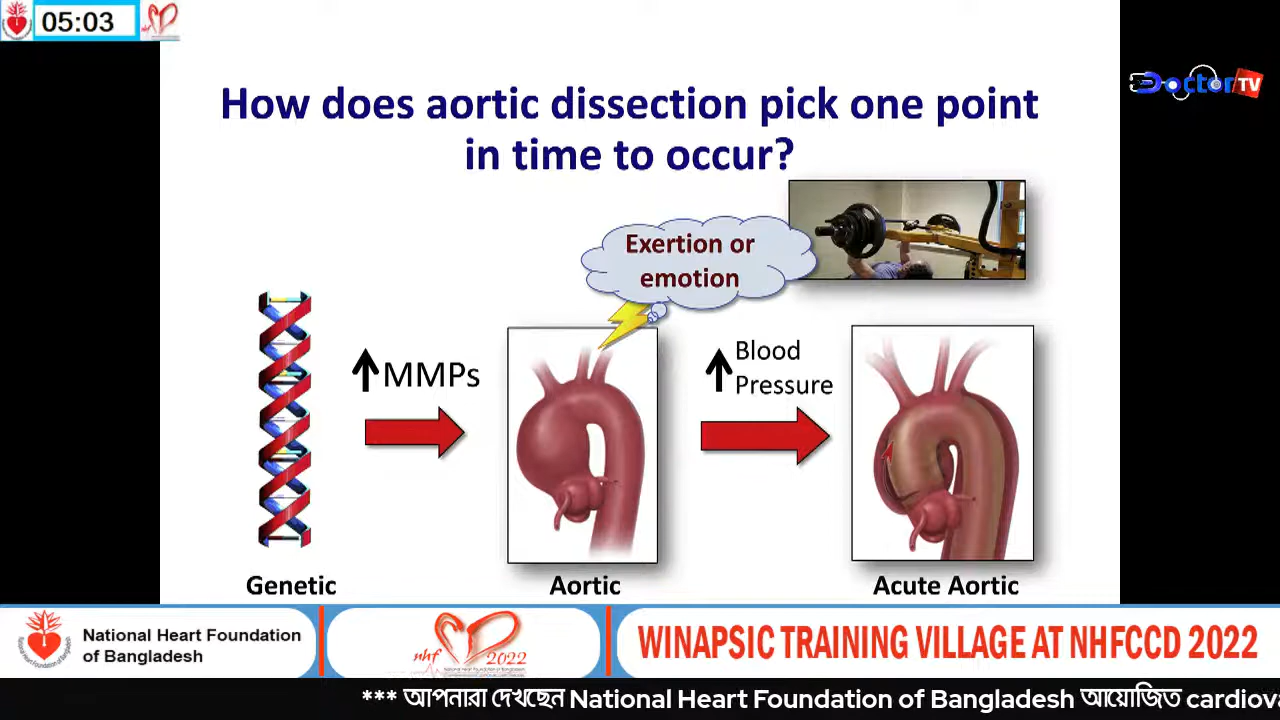 05:03
DoctorTV
How does aortic dissection pick one point
in time to occur?
Exertion or
emotion
MMPs
Blood
Pressure
Genetic
Aortic
Acute Aortic
National Heart Foundation
of Bangladesh
nhf
2022
WINAPSIC TRAINING VILLAGE AT NHFCCD 2022
*** আপনারা দেখছেন National Heart Foundation of Bangladesh আয়োজিত cardiova